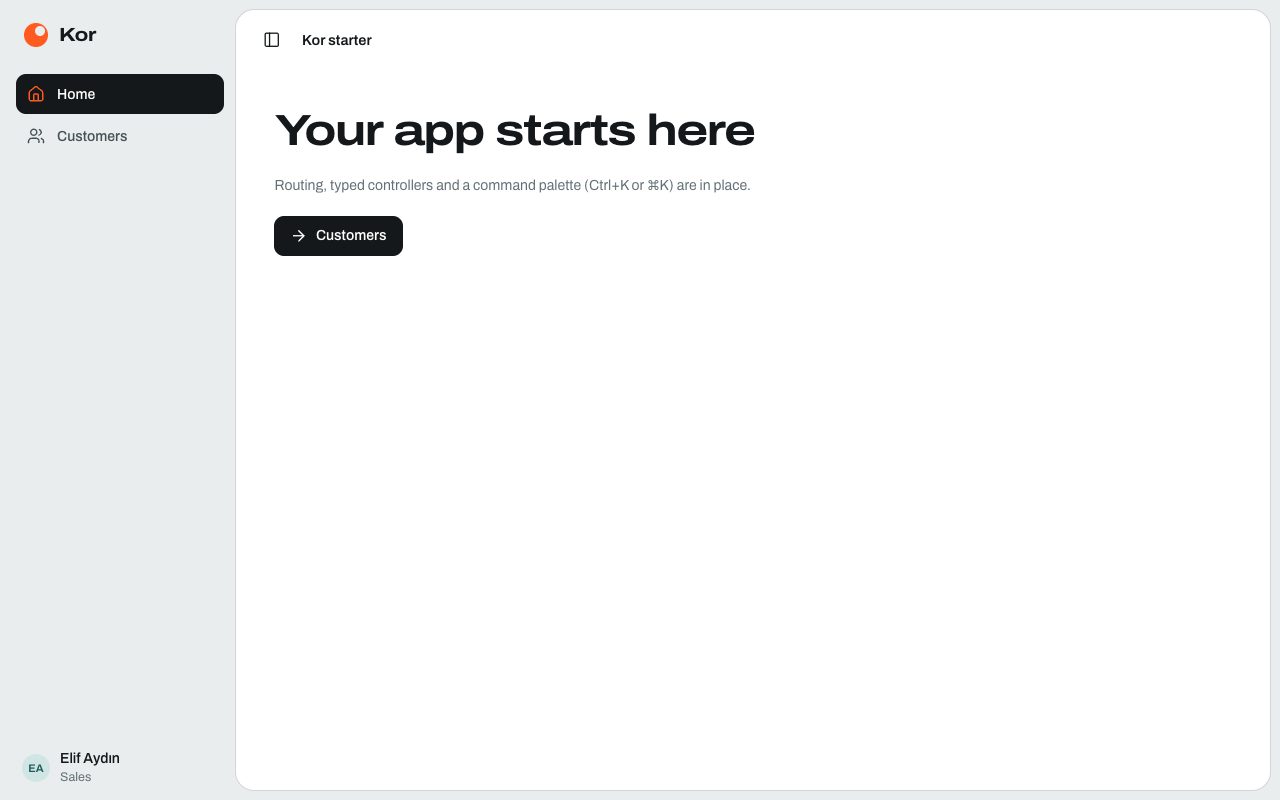 Kor
Home
Customers
Kor starter
Your app starts here
Routing, typed controllers and a command palette (Ctrl+K or ⌘K) are in place.
Customers
EA
Elif Aydın
Sales